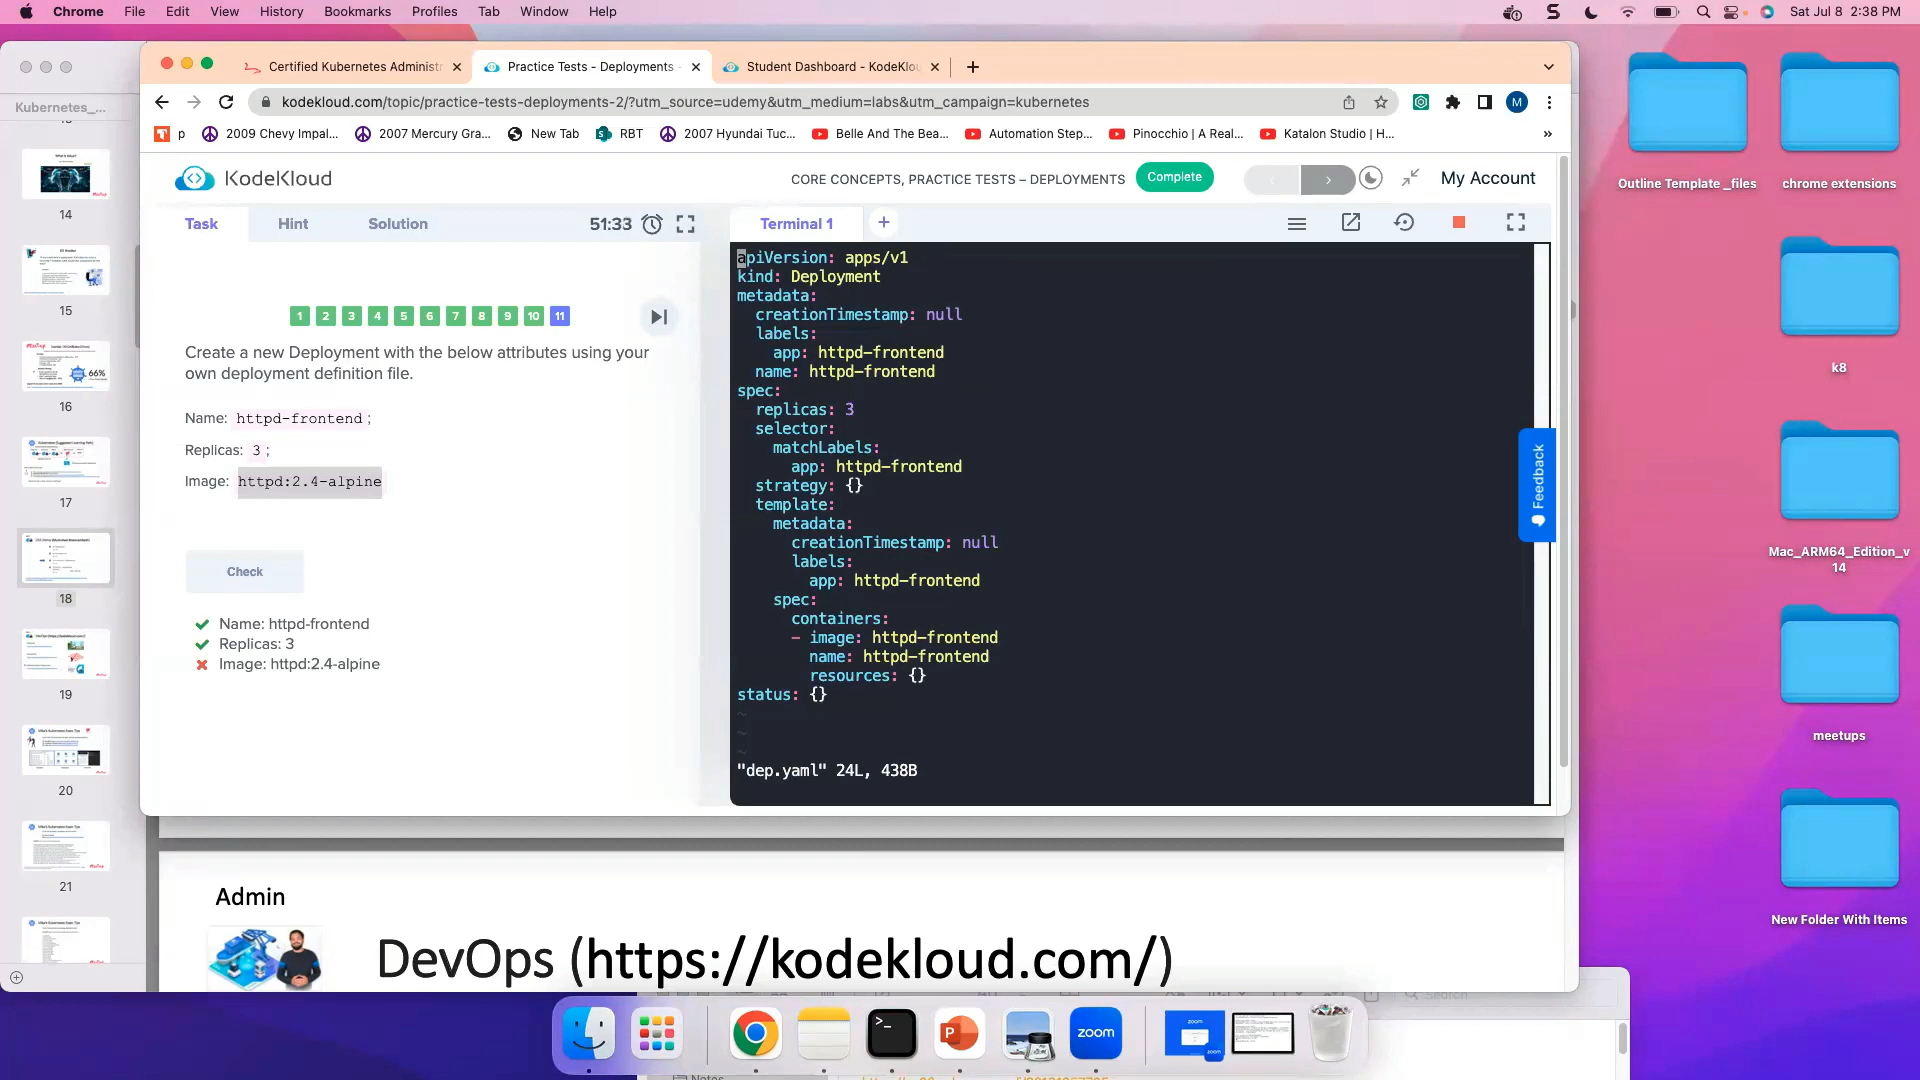 Chrome File Edit View History Bookmarks Profiles Tab Window Help
Sat Jul 8 2:38 PM
Certified Kubernetes Administr
Practice Tests - Deployments -
Student Dashboard - KodeKlou
kodekloud.com/topic/practice-tests-deployments-2/?utm_source=udemy&utm_medium=labs&utm_campaign=kubernetes
M
p
2009 Chevy Impal...
2007 Mercury Gra...
New Tab
RBT
2007 Hyundai Tuc...
Belle And The Bea...
Automation Step...
Pinocchio | A Real...
Katalon Studio | H...
»
Kubernetes_...
14
15
16
17
18
19
20
21
KodeKloud
CORE CONCEPTS, PRACTICE TESTS – DEPLOYMENTS
Complete
My Account
Task
Hint
Solution
51:33
Terminal 1
+
1 2 3 4 5 6 7 8 9 10 11
Create a new Deployment with the below attributes using your
own deployment definition file.
Name: httpd-frontend;
Replicas: 3;
Image: httpd:2.4-alpine
Check
Name: httpd-frontend
Replicas: 3
Image: httpd:2.4-alpine
apiVersion: apps/v1
kind: Deployment
metadata:
  creationTimestamp: null
  labels:
    app: httpd-frontend
  name: httpd-frontend
spec:
  replicas: 3
  selector:
    matchLabels:
      app: httpd-frontend
  strategy: {}
  template:
    metadata:
      creationTimestamp: null
      labels:
        app: httpd-frontend
    spec:
      containers:
      - image: httpd-frontend
        name: httpd-frontend
        resources: {}
status: {}
~
~
~
"dep.yaml" 24L, 438B
Feedback
Admin
DevOps (https://kodekloud.com/)
Search
zoom
Notes
Outline Template _files
chrome extensions
k8
Mac_ARM64_Edition_v
14
meetups
New Folder With Items